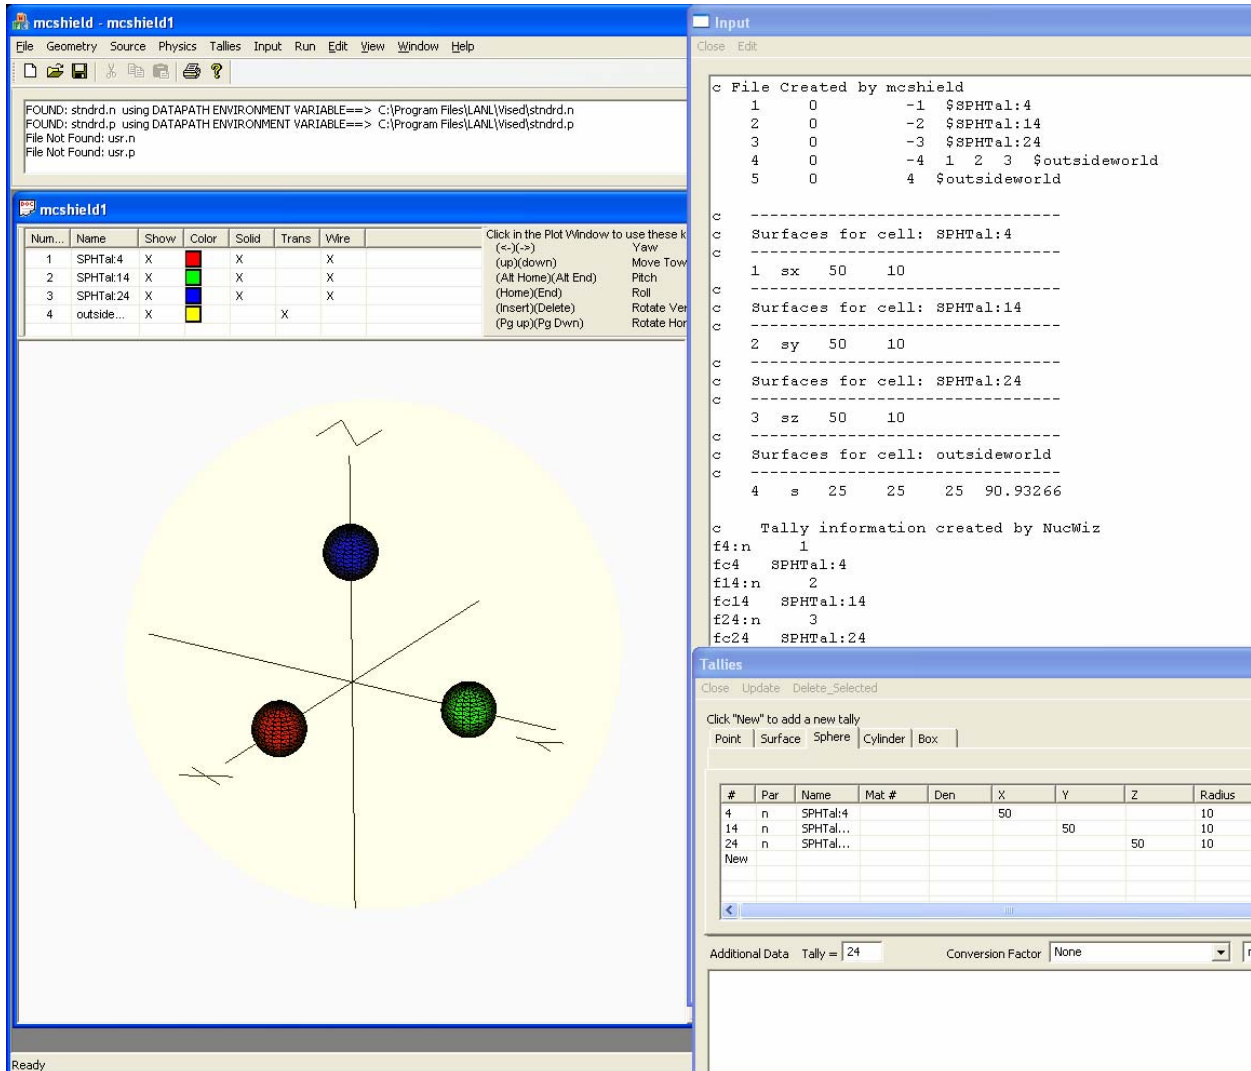 mcshield - mcshield1
File Geometry Source Physics Tallies Input Run Edit View Window Help
FOUND: stndrd.n using DATAPATH ENVIRONMENT VARIABLE==> C:\Program Files\LANL\Vised\stndrd.n
FOUND: stndrd.p using DATAPATH ENVIRONMENT VARIABLE==> C:\Program Files\LANL\Vised\stndrd.p
File Not Found: usr.n
File Not Found: usr.p
mcshield1
Num... Name Show Color Solid Trans Wire
1 SPHTal:4 X X X
2 SPHTal:14 X X X
3 SPHTal:24 X X X
4 outside... X X
Click in the Plot Window to use these k
(<-)(->) Yaw
(up)(down) Move Tow
(Alt Home)(Alt End) Pitch
(Home)(End) Roll
(Insert)(Delete) Rotate Ver
(Pg up)(Pg Dwn) Rotate Hor
Z
X
Y
Ready
Input
Close Edit
c File Created by mcshield
1 0 -1 $SPHTal:4
2 0 -2 $SPHTal:14
3 0 -3 $SPHTal:24
4 0 -4 1 2 3 $outsideworld
5 0 4 $outsideworld
c --------------------------------
c Surfaces for cell: SPHTal:4
c --------------------------------
1 sx 50 10
c --------------------------------
c Surfaces for cell: SPHTal:14
c --------------------------------
2 sy 50 10
c --------------------------------
c Surfaces for cell: SPHTal:24
c --------------------------------
3 sz 50 10
c --------------------------------
c Surfaces for cell: outsideworld
c --------------------------------
4 s 25 25 25 90.93266
c Tally information created by NucWiz
f4:n 1
fc4 SPHTal:4
f14:n 2
fc14 SPHTal:14
f24:n 3
fc24 SPHTal:24
Tallies
Close Update Delete_Selected
Click "New" to add a new tally
Point Surface Sphere Cylinder Box
# Par Name Mat # Den X Y Z Radius
4 n SPHTal:4 50 10
14 n SPHTal... 50 10
24 n SPHTal... 50 10
New
Additional Data Tally = 24 Conversion Factor None